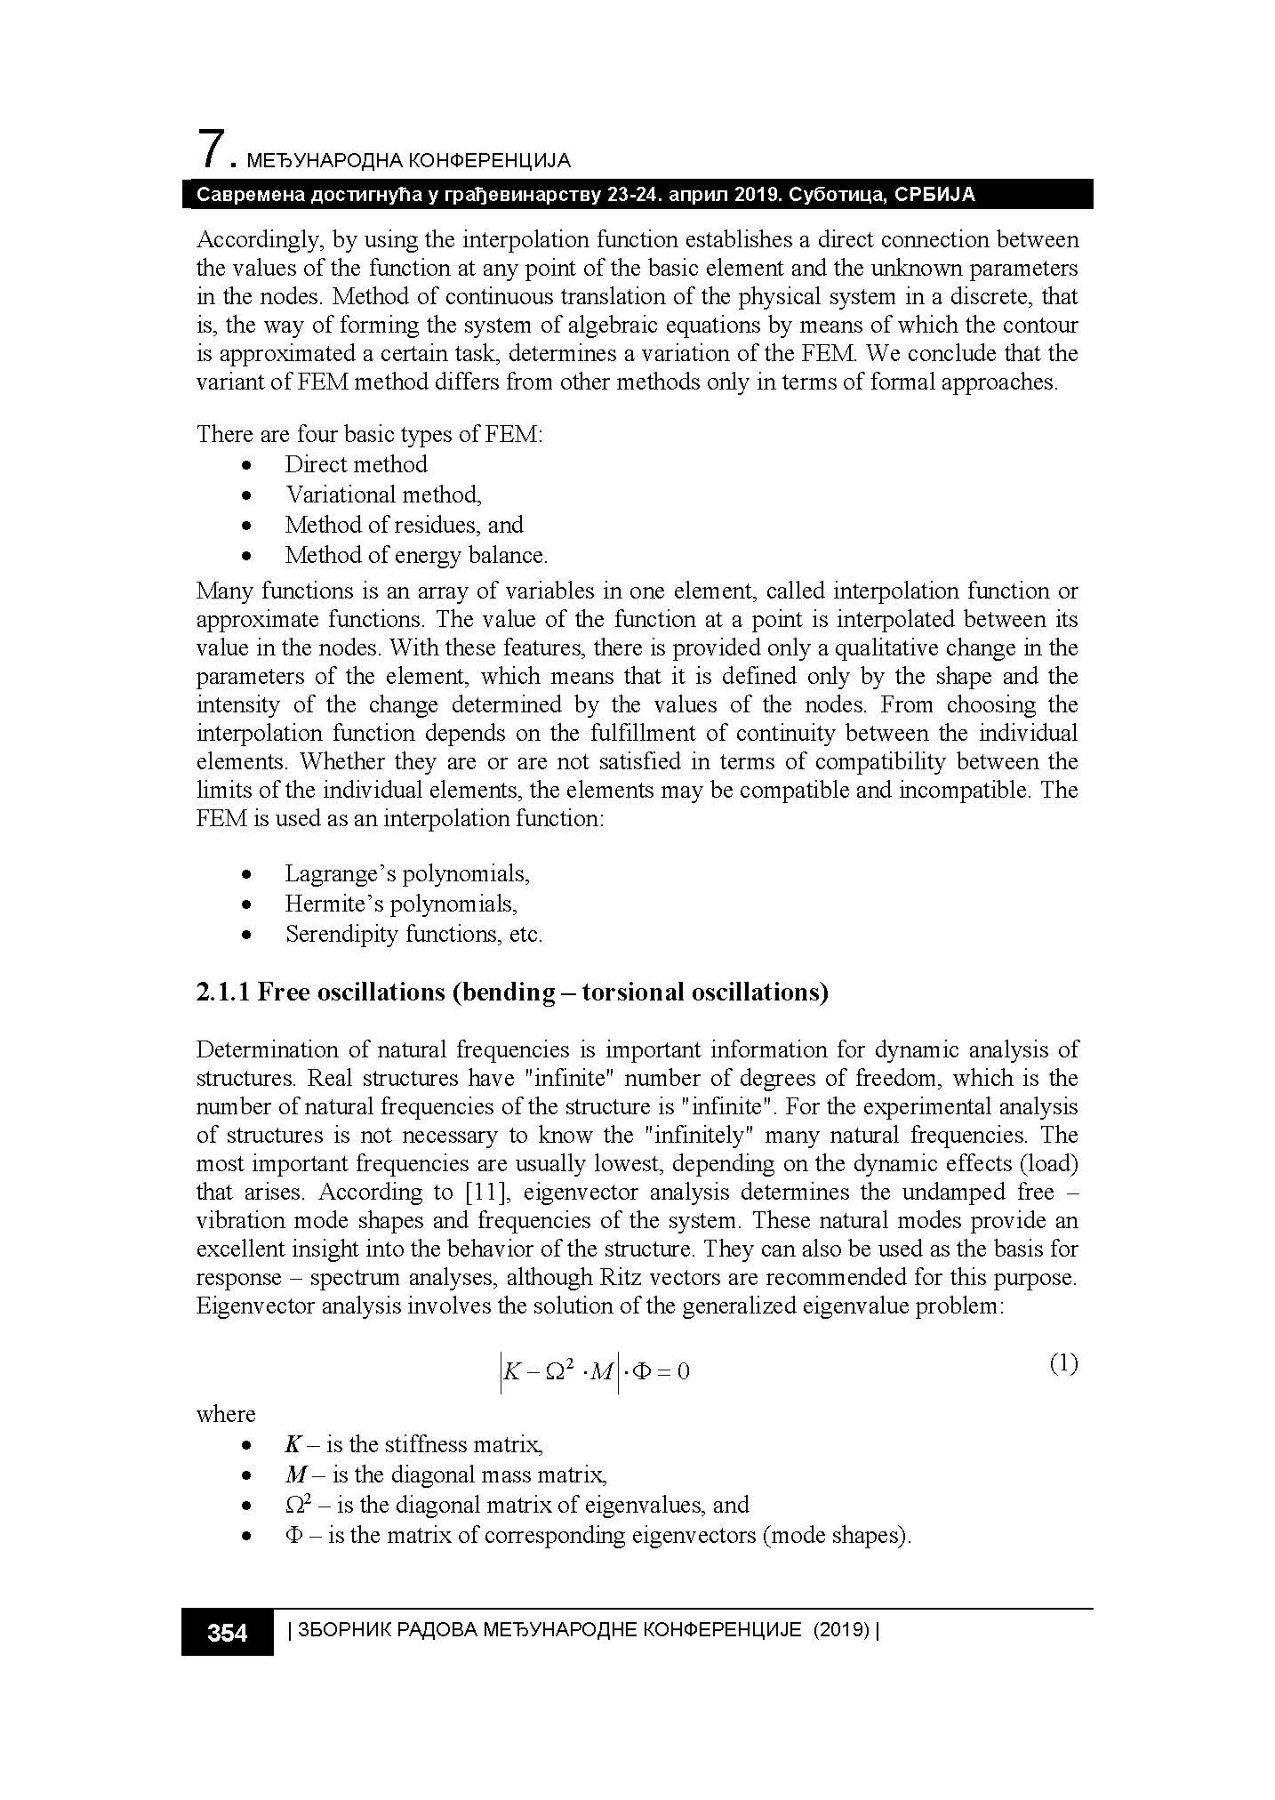 7. МЕЂУНАРОДНА КОНФЕРЕНЦИЈА
Савремена достигнућа у грађевинарству 23-24. април 2019. Суботица, СРБИЈА
Accordingly, by using the interpolation function establishes a direct connection between
the values of the function at any point of the basic element and the unknown parameters
in the nodes. Method of continuous translation of the physical system in a discrete, that
is, the way of forming the system of algebraic equations by means of which the contour
is approximated a certain task, determines a variation of the FEM. We conclude that the
variant of FEM method differs from other methods only in terms of formal approaches.
There are four basic types of FEM:
• Direct method
• Variational method,
• Method of residues, and
• Method of energy balance.
Many functions is an array of variables in one element, called interpolation function or
approximate functions. The value of the function at a point is interpolated between its
value in the nodes. With these features, there is provided only a qualitative change in the
parameters of the element, which means that it is defined only by the shape and the
intensity of the change determined by the values of the nodes. From choosing the
interpolation function depends on the fulfillment of continuity between the individual
elements. Whether they are or are not satisfied in terms of compatibility between the
limits of the individual elements, the elements may be compatible and incompatible. The
FEM is used as an interpolation function:
• Lagrange’s polynomials,
• Hermite’s polynomials,
• Serendipity functions, etc.
2.1.1 Free oscillations (bending – torsional oscillations)
Determination of natural frequencies is important information for dynamic analysis of
structures. Real structures have "infinite" number of degrees of freedom, which is the
number of natural frequencies of the structure is "infinite". For the experimental analysis
of structures is not necessary to know the "infinitely" many natural frequencies. The
most important frequencies are usually lowest, depending on the dynamic effects (load)
that arises. According to [11], eigenvector analysis determines the undamped free –
vibration mode shapes and frequencies of the system. These natural modes provide an
excellent insight into the behavior of the structure. They can also be used as the basis for
response – spectrum analyses, although Ritz vectors are recommended for this purpose.
Eigenvector analysis involves the solution of the generalized eigenvalue problem:
|K – Ω² ·M|·Φ = 0 (1)
where
• K – is the stiffness matrix,
• M – is the diagonal mass matrix,
• Ω² – is the diagonal matrix of eigenvalues, and
• Φ – is the matrix of corresponding eigenvectors (mode shapes).
354 | ЗБОРНИК РАДОВА МЕЂУНАРОДНЕ КОНФЕРЕНЦИЈЕ (2019) |